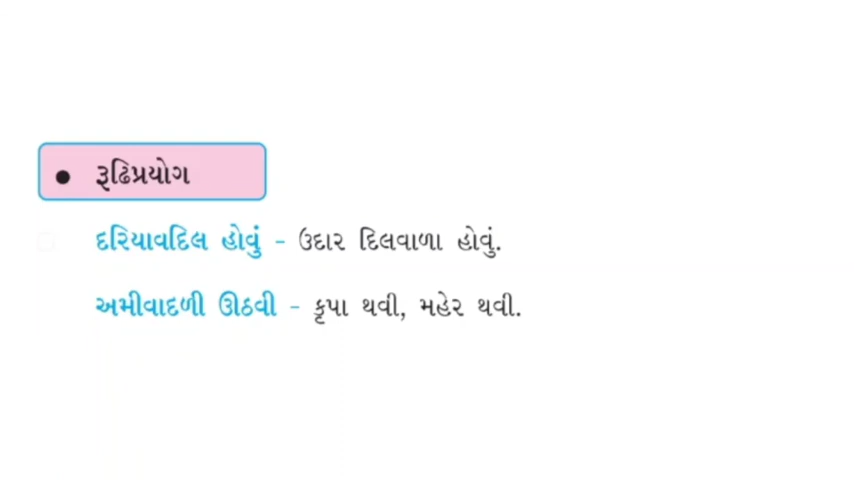 • રૂઢિપ્રયોગ
દરિયાવદિલ હોવું - ઉદાર દિલવાળા હોવું.
અમીવાદળી ઊઠવી - કૃપા થવી, મહેર થવી.